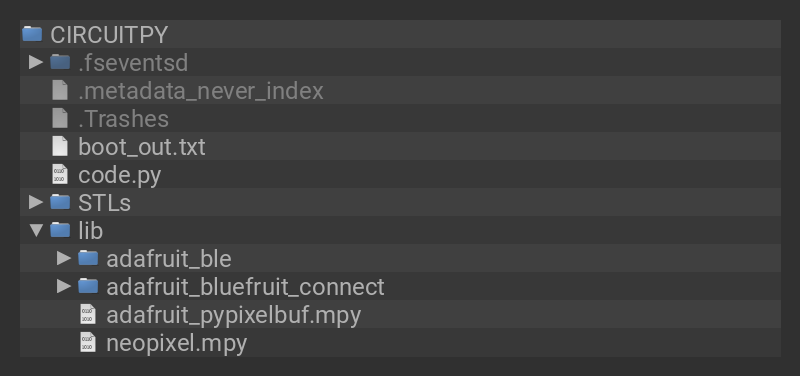 CIRCUITPY
.fseventsd
.metadata_never_index
.Trashes
boot_out.txt
code.py
STLs
lib
adafruit_ble
adafruit_bluefruit_connect
adafruit_pypixelbuf.mpy
neopixel.mpy